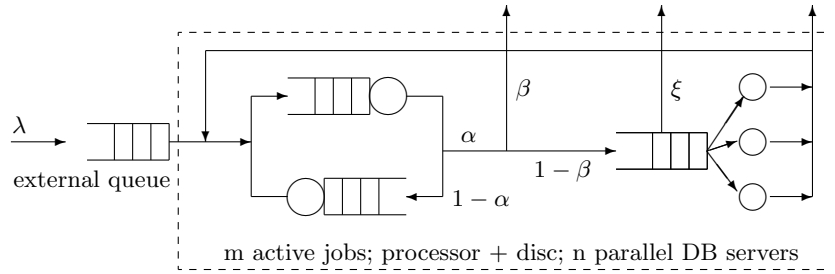 λ
external queue
β
ξ
α
1 − β
1 − α
m active jobs; processor + disc; n parallel DB servers